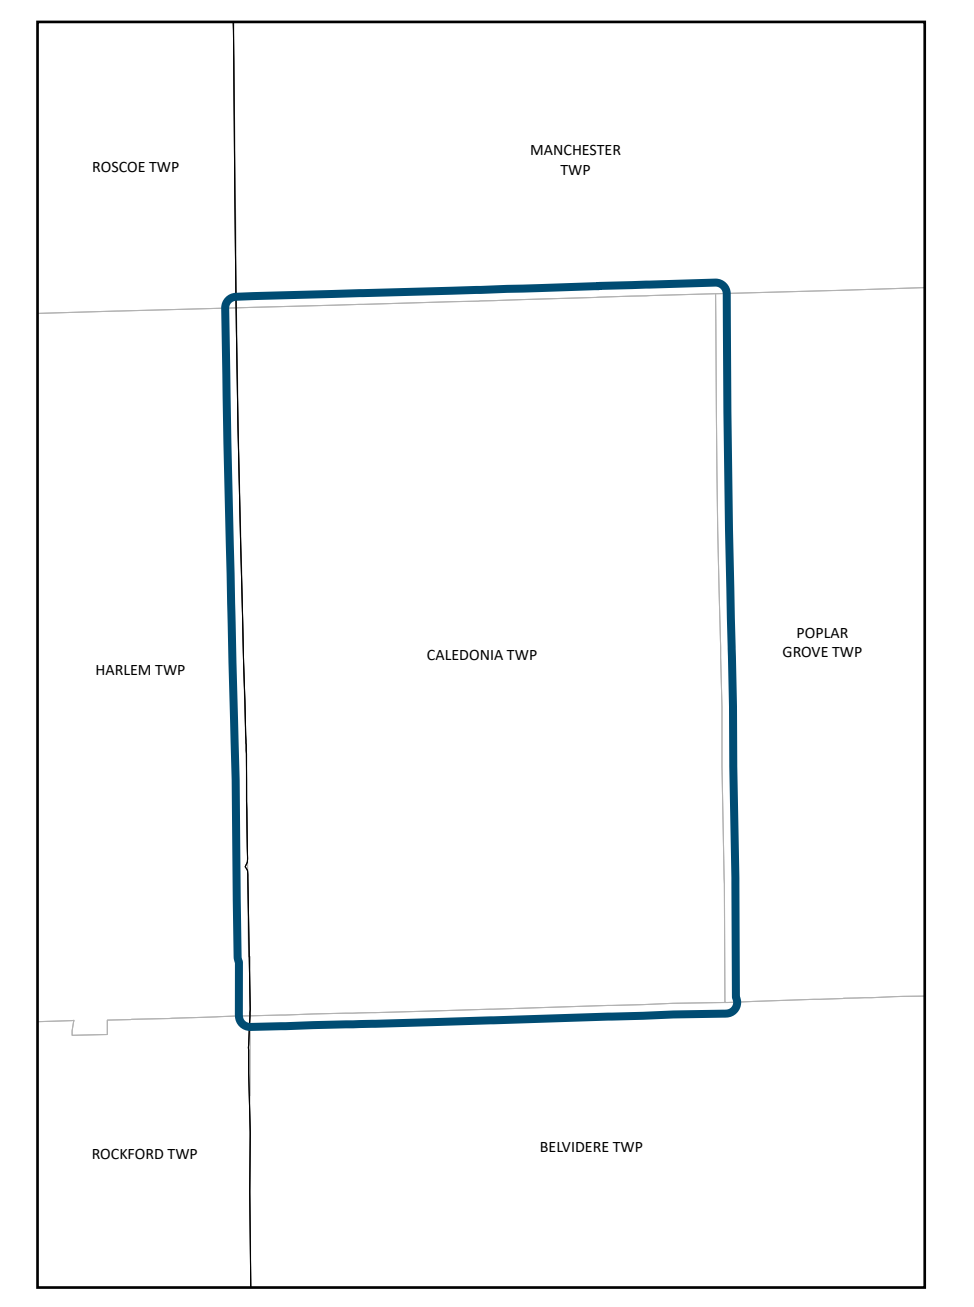 MANCHESTER
TWP
ROSCOE TWP
POPLAR
GROVE TWP
CALEDONIA TWP
HARLEM TWP
BELVIDERE TWP
ROCKFORD TWP